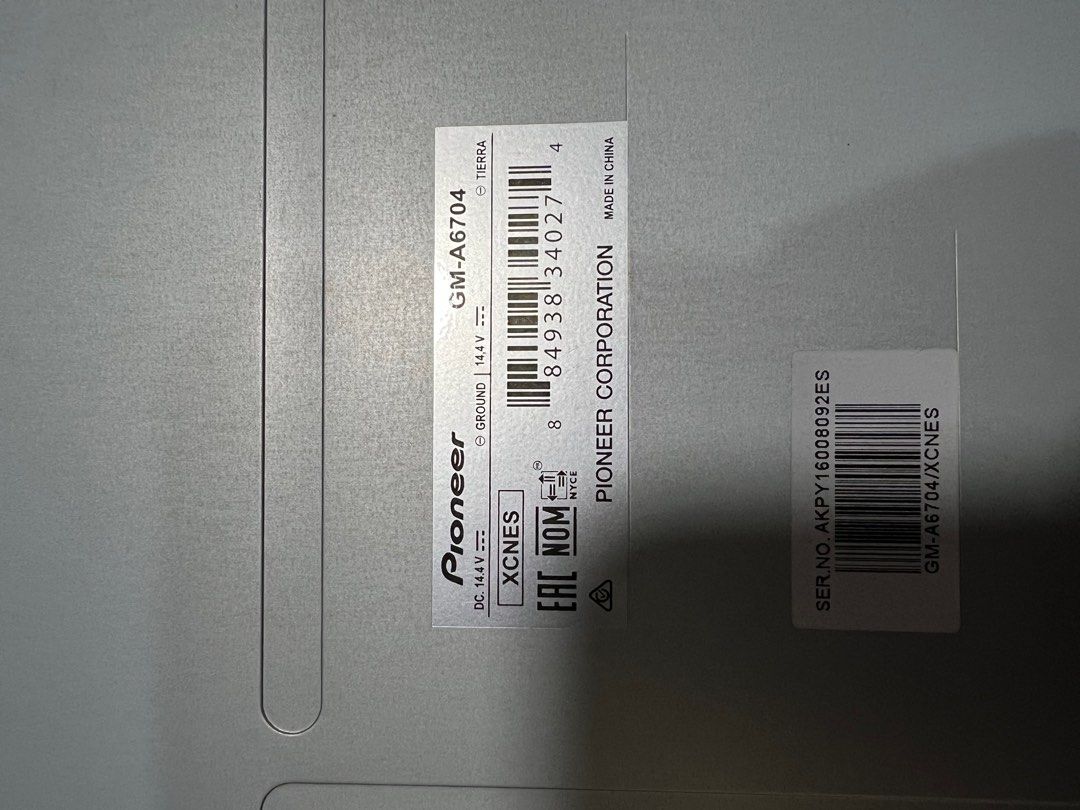 Pioneer GM-A6704
DC. 14.4 V ⎓ ⊖ GROUND | 14,4 V ⎓ ⊖ TIERRA
XCNES
8 84938 34027 4
EAC NOM NYCE
PIONEER CORPORATION MADE IN CHINA
SER.NO. AKPY16008092ES
GM-A6704/XCNES